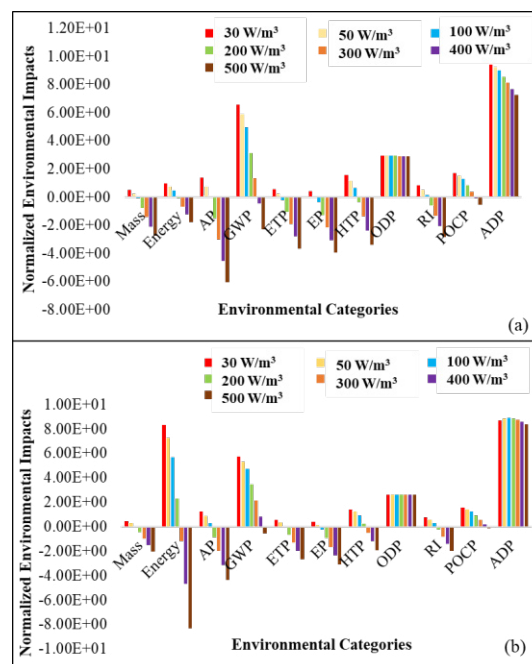 Normalized Environmental Impacts
1.20E+01
1.00E+01
8.00E+00
6.00E+00
4.00E+00
2.00E+00
0.00E+00
-2.00E+00
-4.00E+00
-6.00E+00
-8.00E+00
30 W/m³ 50 W/m³ 100 W/m³
200 W/m³ 300 W/m³ 400 W/m³
500 W/m³
Mass Energy AP GWP ETP EP HTP ODP RI POCP ADP
Environmental Categories
(a)
Normalized Environmental Impacts
1.00E+01
8.00E+00
6.00E+00
4.00E+00
2.00E+00
0.00E+00
-2.00E+00
-4.00E+00
-6.00E+00
-8.00E+00
-1.00E+01
30 W/m³ 50 W/m³ 100 W/m³
200 W/m³ 300 W/m³ 400 W/m³
500 W/m³
Mass Energy AP GWP ETP EP HTP ODP RI POCP ADP
Environmental Categories
(b)